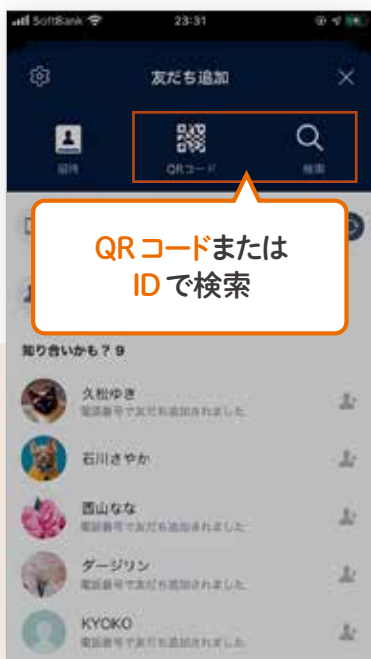 SoftBank 23:31
友だち追加
招待 QRコード 検索
QRコードまたは
IDで検索
知り合いかも? 9
久松ゆき
電話番号で友だち追加されました
石川さやか
西山なな
電話番号で友だち追加されました
ダージリン
電話番号で友だち追加されました
KYOKO
電話番号で友だち追加されました